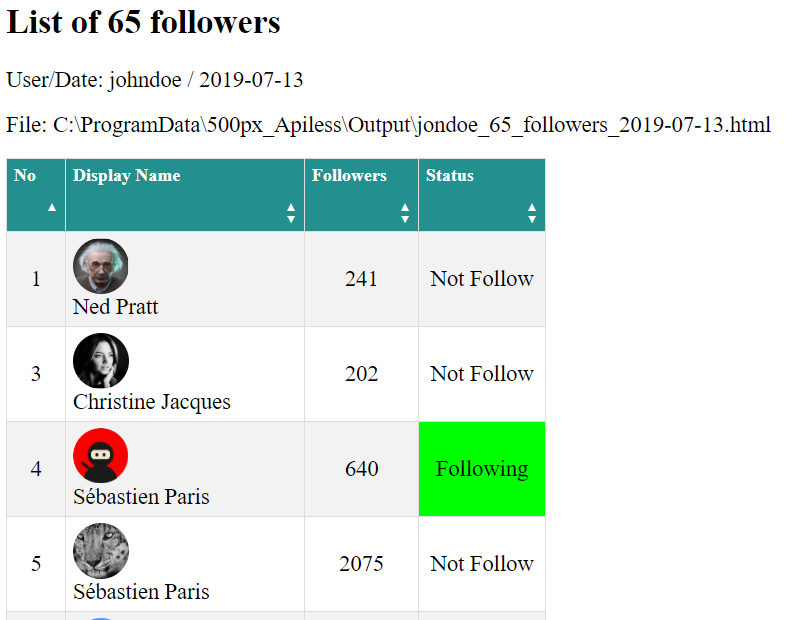 List of 65 followers
User/Date: johndoe / 2019-07-13
File: C:\ProgramData\500px_Apiless\Output\jondoe_65_followers_2019-07-13.html
No Display Name Followers Status
1 Ned Pratt 241 Not Follow
3 Christine Jacques 202 Not Follow
4 Sébastien Paris 640 Following
5 Sébastien Paris 2075 Not Follow